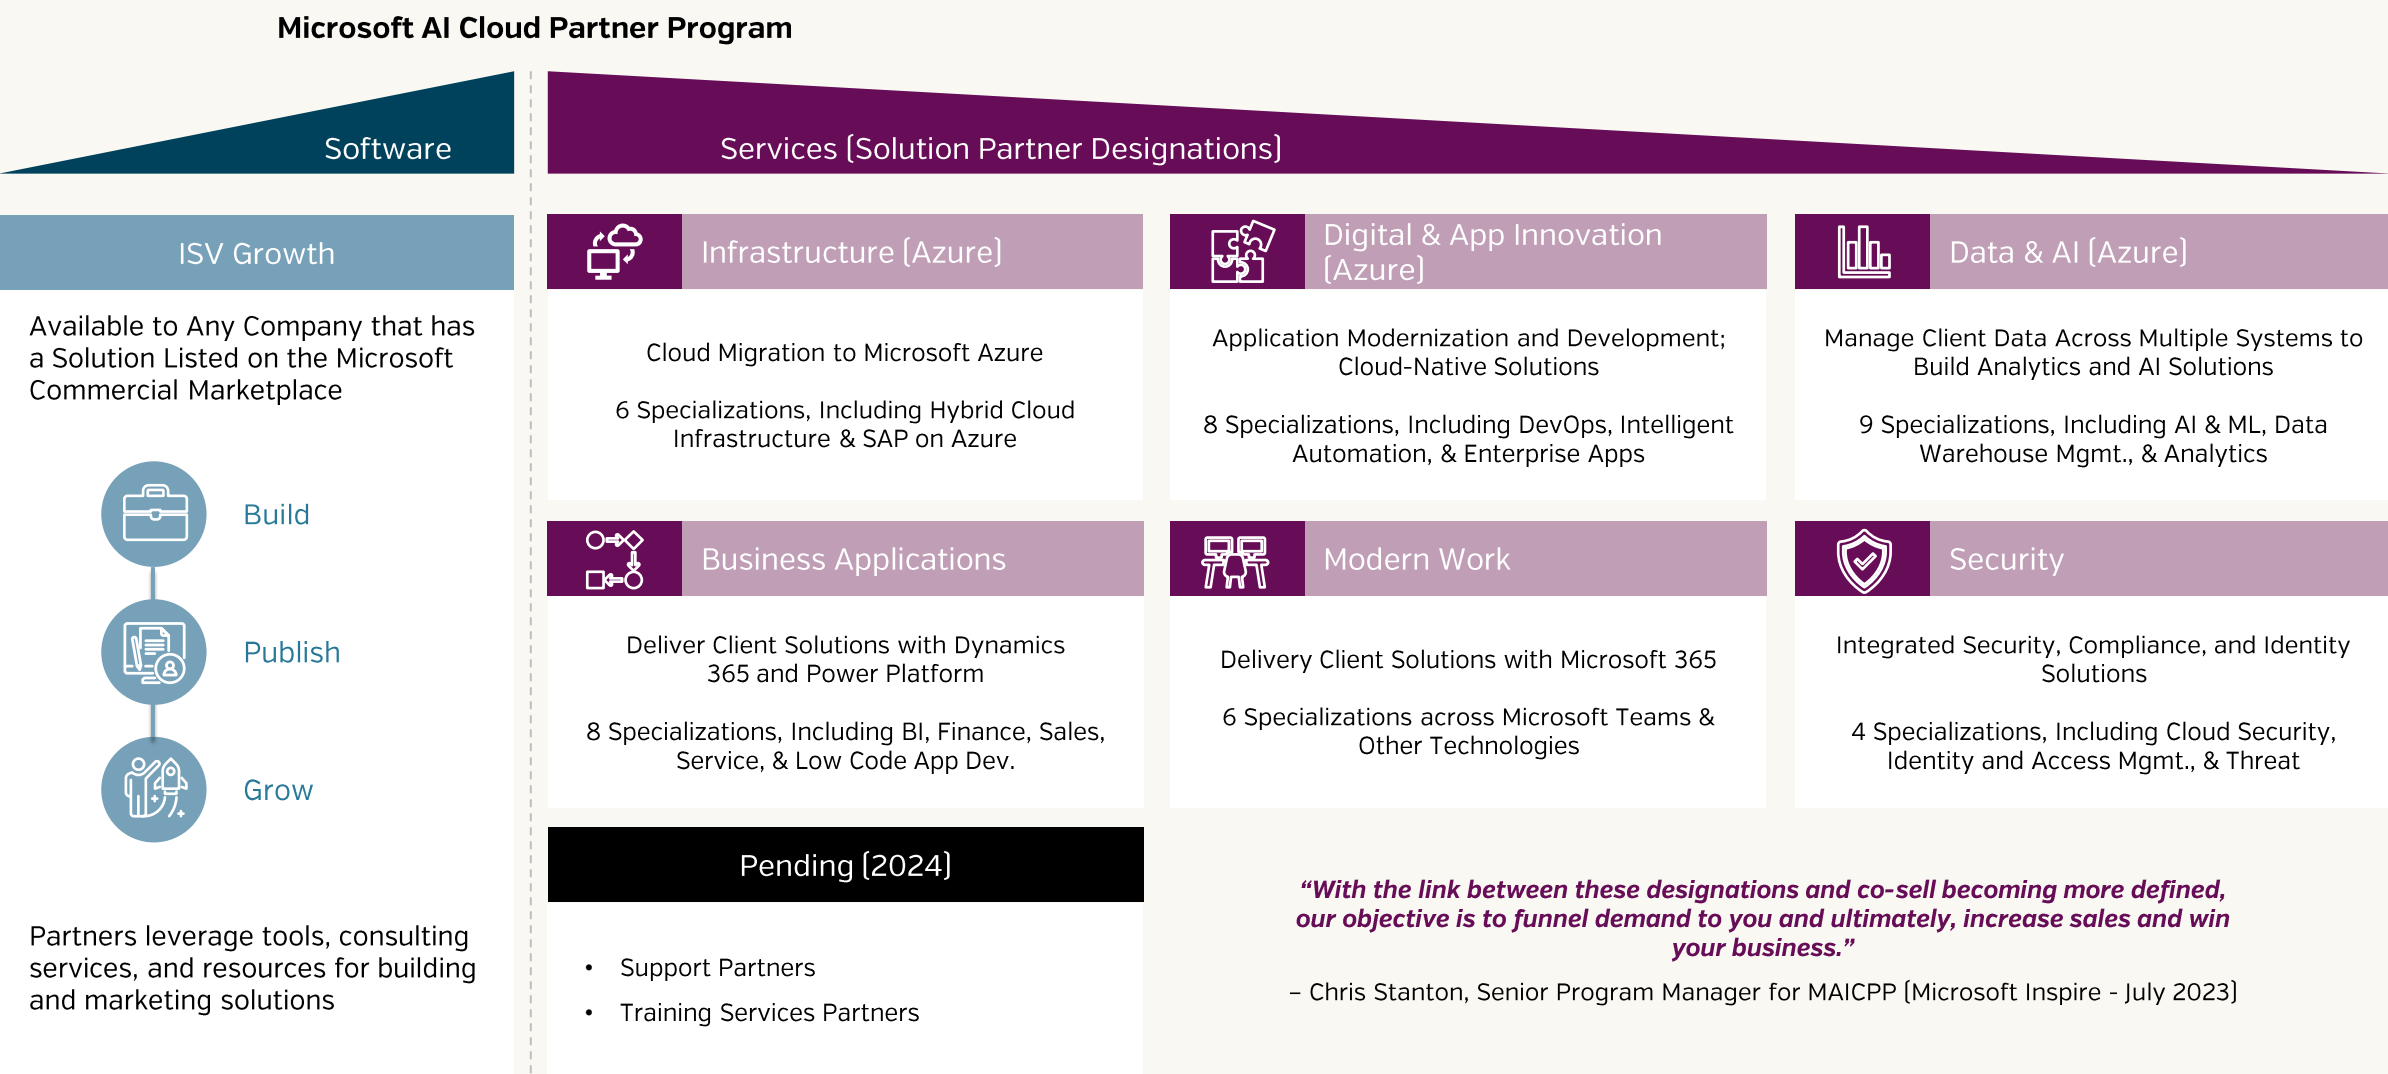 Microsoft AI Cloud Partner Program
Software
Services (Solution Partner Designations)
ISV Growth
Available to Any Company that has
a Solution Listed on the Microsoft
Commercial Marketplace
Build
Publish
Grow
Partners leverage tools, consulting
services, and resources for building
and marketing solutions
Infrastructure (Azure)
Cloud Migration to Microsoft Azure
6 Specializations, Including Hybrid Cloud
Infrastructure & SAP on Azure
Digital & App Innovation
(Azure)
Application Modernization and Development;
Cloud-Native Solutions
8 Specializations, Including DevOps, Intelligent
Automation, & Enterprise Apps
Data & AI (Azure)
Manage Client Data Across Multiple Systems to
Build Analytics and AI Solutions
9 Specializations, Including AI & ML, Data
Warehouse Mgmt., & Analytics
Business Applications
Deliver Client Solutions with Dynamics
365 and Power Platform
8 Specializations, Including BI, Finance, Sales,
Service, & Low Code App Dev.
Modern Work
Delivery Client Solutions with Microsoft 365
6 Specializations across Microsoft Teams &
Other Technologies
Security
Integrated Security, Compliance, and Identity
Solutions
4 Specializations, Including Cloud Security,
Identity and Access Mgmt., & Threat
Pending (2024)
• Support Partners
• Training Services Partners
“With the link between these designations and co-sell becoming more defined,
our objective is to funnel demand to you and ultimately, increase sales and win
your business.”
– Chris Stanton, Senior Program Manager for MAICPP (Microsoft Inspire - July 2023)